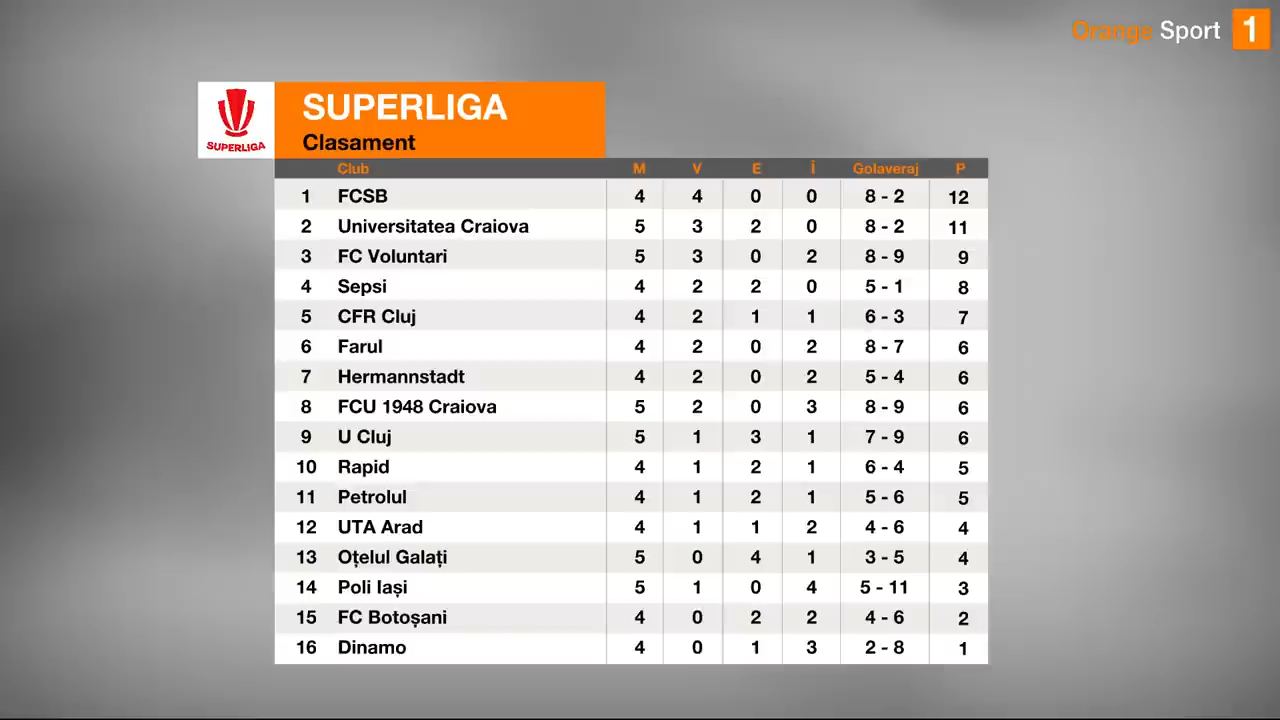 Orange Sport 1
SUPERLIGA
SUPERLIGA
Clasament
Club M V E Î Golaveraj P
1 FCSB 4 4 0 0 8 - 2 12
2 Universitatea Craiova 5 3 2 0 8 - 2 11
3 FC Voluntari 5 3 0 2 8 - 9 9
4 Sepsi 4 2 2 0 5 - 1 8
5 CFR Cluj 4 2 1 1 6 - 3 7
6 Farul 4 2 0 2 8 - 7 6
7 Hermannstadt 4 2 0 2 5 - 4 6
8 FCU 1948 Craiova 5 2 0 3 8 - 9 6
9 U Cluj 5 1 3 1 7 - 9 6
10 Rapid 4 1 2 1 6 - 4 5
11 Petrolul 4 1 2 1 5 - 6 5
12 UTA Arad 4 1 1 2 4 - 6 4
13 Oțelul Galați 5 0 4 1 3 - 5 4
14 Poli Iași 5 1 0 4 5 - 11 3
15 FC Botoșani 4 0 2 2 4 - 6 2
16 Dinamo 4 0 1 3 2 - 8 1